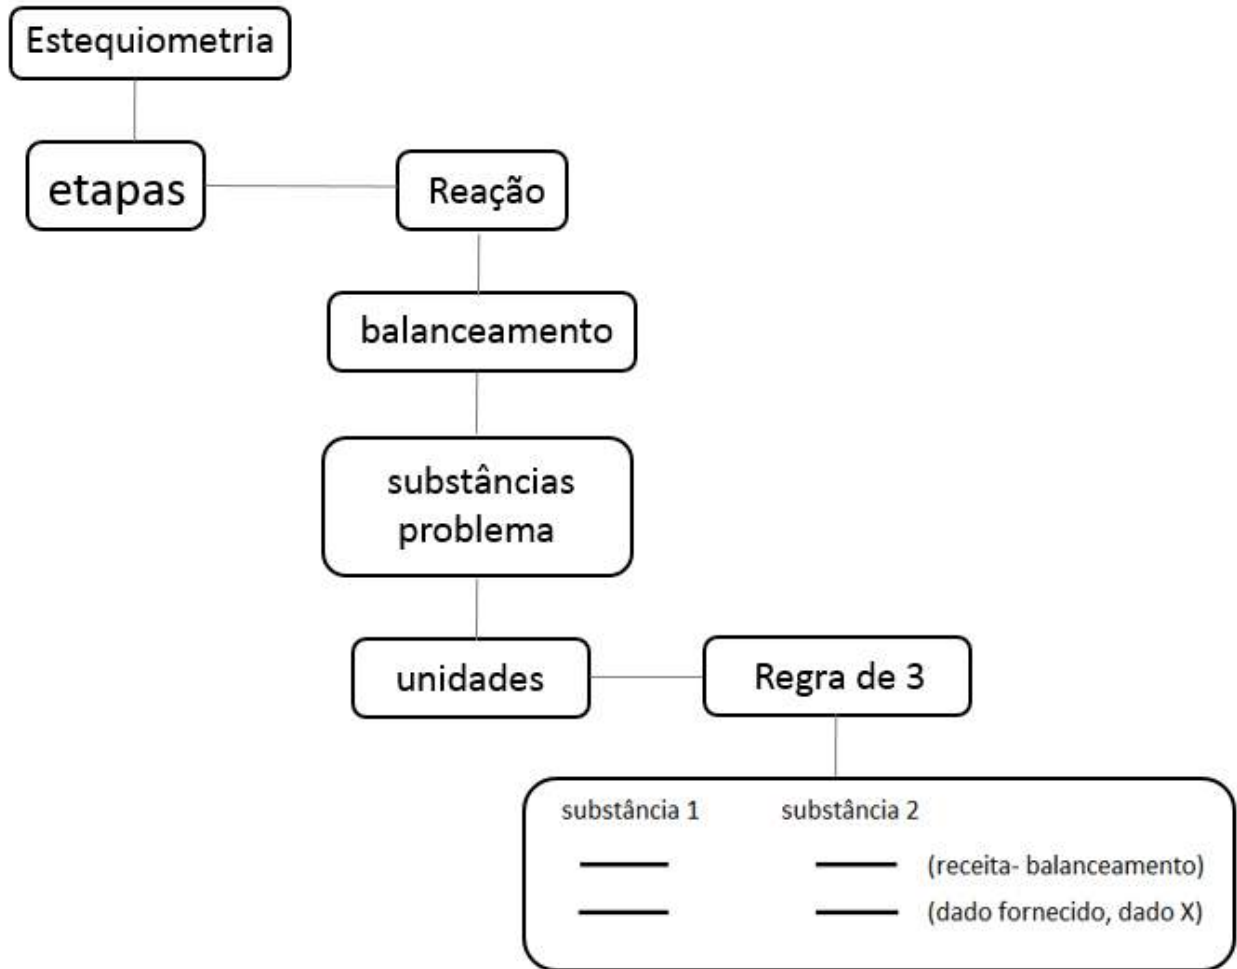 Estequiometria
etapas
Reação
balanceamento
substâncias
problema
unidades
Regra de 3
substância 1 substância 2
(receita- balanceamento)
(dado fornecido, dado X)